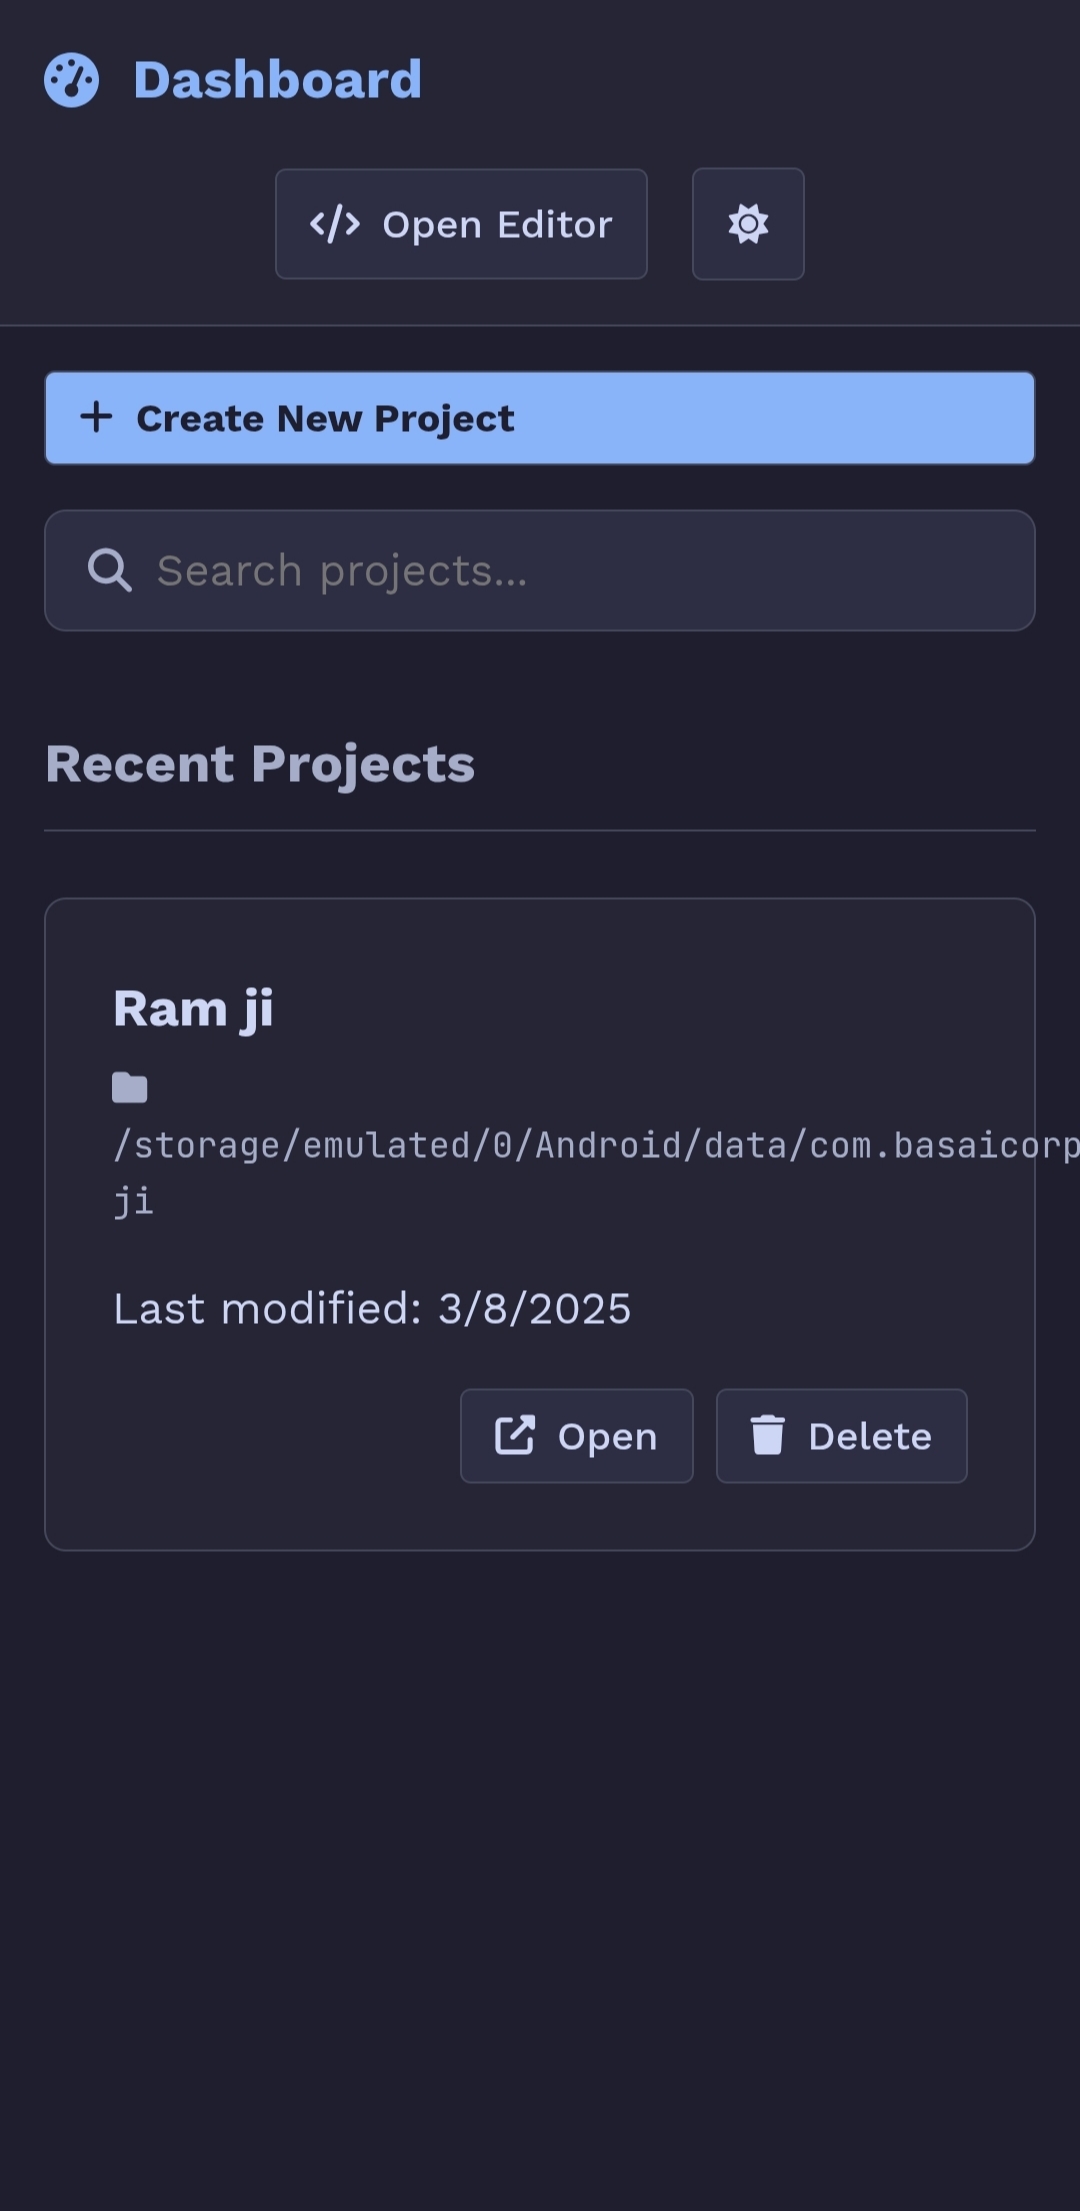 Dashboard
</> Open Editor
+ Create New Project
Search projects...
Recent Projects
Ram ji
/storage/emulated/0/Android/data/com.basaicorp
ji
Last modified: 3/8/2025
Open Delete